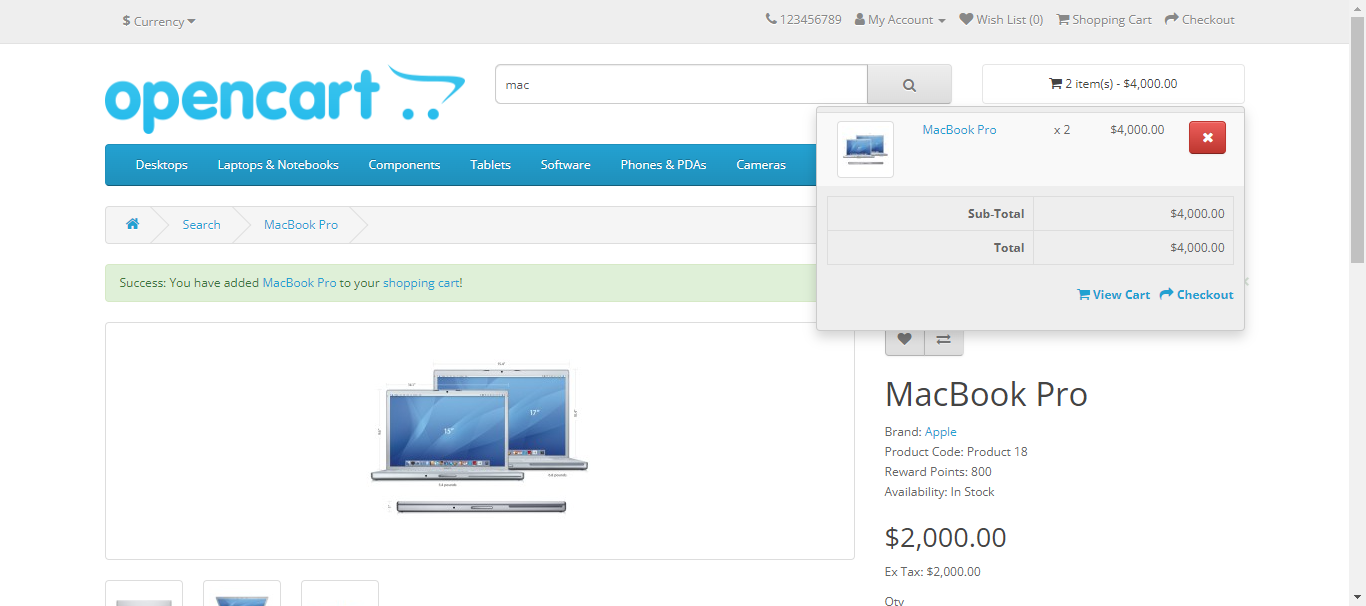 $ Currency
123456789 My Account Wish List (0) Shopping Cart Checkout
opencart
mac
2 item(s) - $4,000.00
MacBook Pro x 2 $4,000.00
Sub-Total $4,000.00
Total $4,000.00
View Cart Checkout
Desktops Laptops & Notebooks Components Tablets Software Phones & PDAs Cameras
Search MacBook Pro
Success: You have added MacBook Pro to your shopping cart!
15"
17"
MacBook Pro
Brand: Apple
Product Code: Product 18
Reward Points: 800
Availability: In Stock
$2,000.00
Ex Tax: $2,000.00
Qty